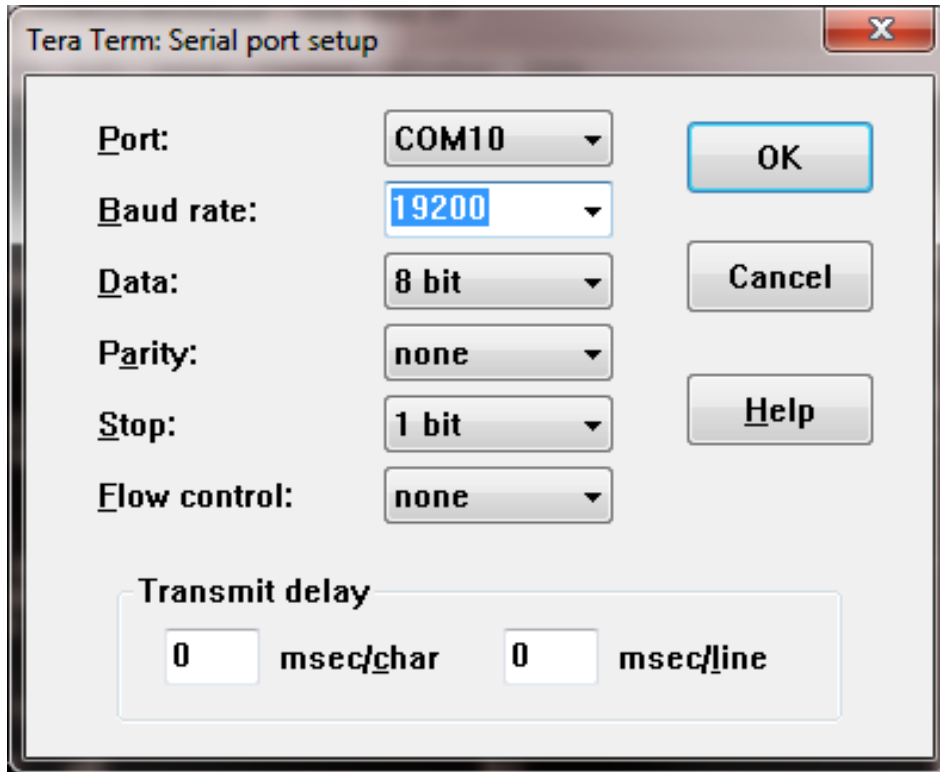 Tera Term: Serial port setup
Port: COM10
OK
Baud rate: 19200
Data: 8 bit
Cancel
Parity: none
Stop: 1 bit
Help
Flow control: none
Transmit delay
0 msec/char 0 msec/line